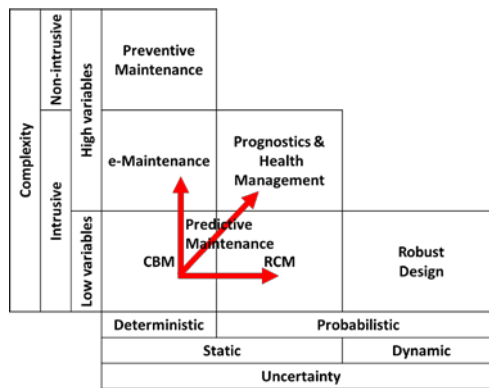 Complexity
Non-intrusive
Intrusive
High variables
Low variables
Preventive
Maintenance
e-Maintenance
Prognostics &
Health
Management
Predictive
Maintenance
CBM
RCM
Robust
Design
Deterministic
Probabilistic
Static
Dynamic
Uncertainty